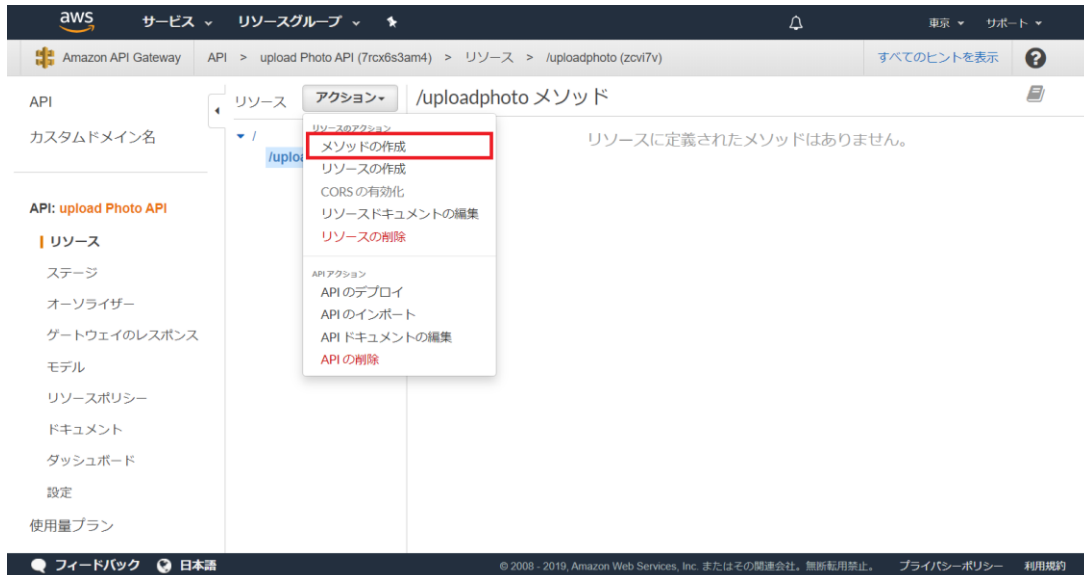 aws サービス リソースグループ 東京 サポート
Amazon API Gateway API > upload Photo API (7rcx6s3am4) > リソース > /uploadphoto (zcvi7v) すべてのヒントを表示 ?
API
カスタムドメイン名
API: upload Photo API
リソース
ステージ
オーソライザー
ゲートウェイのレスポンス
モデル
リソースポリシー
ドキュメント
ダッシュボード
設定
使用量プラン
リソース アクション /uploadphoto メソッド
/
/uploa
リソースのアクション
メソッドの作成
リソースの作成
CORS の有効化
リソースドキュメントの編集
リソースの削除
API アクション
API のデプロイ
API のインポート
API ドキュメントの編集
API の削除
リソースに定義されたメソッドはありません。
フィードバック 日本語 © 2008 - 2019, Amazon Web Services, Inc. またはその関連会社。無断転用禁止。 プライバシーポリシー 利用規約